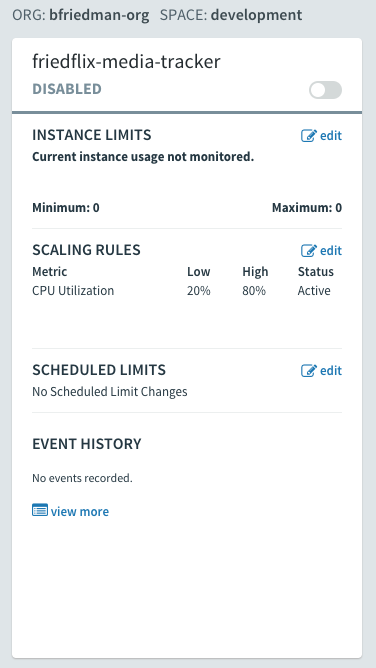 ORG: bfriedman-org SPACE: development
friedflix-media-tracker
DISABLED
INSTANCE LIMITS edit
Current instance usage not monitored.
Minimum: 0 Maximum: 0
SCALING RULES edit
Metric Low High Status
CPU Utilization 20% 80% Active
SCHEDULED LIMITS edit
No Scheduled Limit Changes
EVENT HISTORY
No events recorded.
view more